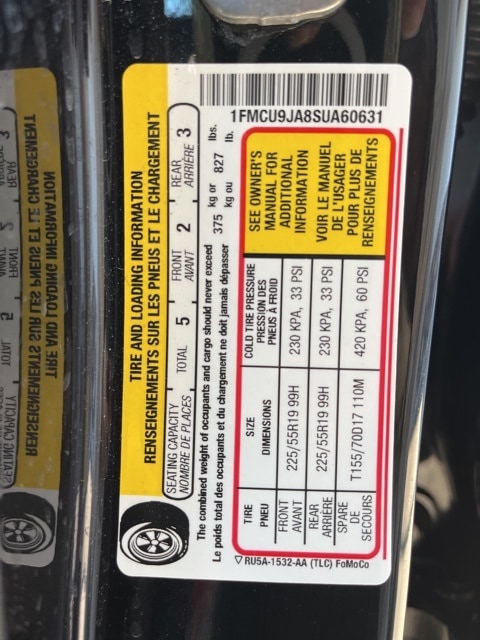 TIRE AND LOADING INFORMATION
RENSEIGNEMENTS SUR LES PNEUS ET LE CHARGEMENT
SEATING CAPACITY
NOMBRE DE PLACES
TOTAL 5
FRONT
AVANT 2
REAR
ARRIÈRE 3
The combined weight of occupants and cargo should never exceed 375 kg or 827 lbs.
Le poids total des occupants et du chargement ne doit jamais dépasser kg ou lb.
TIRE
PNEU
SIZE
DIMENSIONS
COLD TIRE PRESSURE
PRESSION DES
PNEUS À FROID
FRONT
AVANT
225/55R19 99H
230 KPA, 33 PSI
REAR
ARRIÈRE
225/55R19 99H
230 KPA, 33 PSI
SPARE
DE
SECOURS
T155/70D17 110M
420 KPA, 60 PSI
SEE OWNER'S
MANUAL FOR
ADDITIONAL
INFORMATION
VOIR LE MANUEL
DE L'USAGER
POUR PLUS DE
RENSEIGNEMENTS
1FMCU9JA8SUA60631
RU5A-1532-AA (TLC) FoMoCo